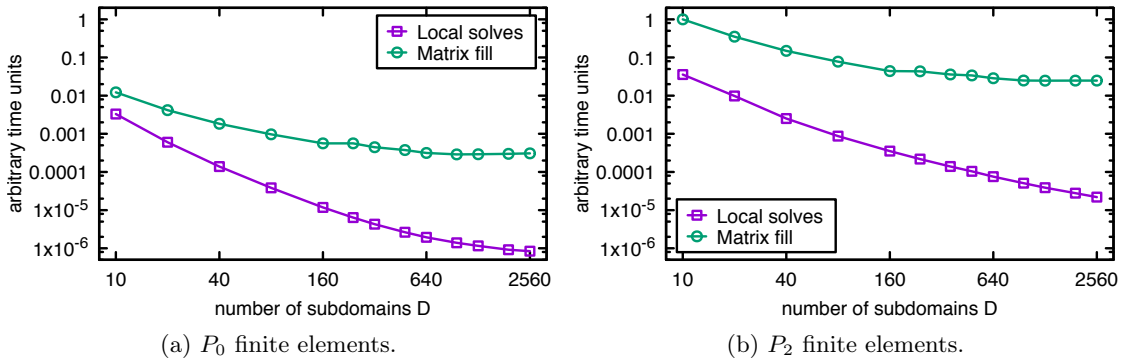 arbitrary time units
1
0.1
0.01
0.001
0.0001
1x10⁻⁵
1x10⁻⁶
Local solves
Matrix fill
10 40 160 640 2560
number of subdomains D
(a) P₀ finite elements.
arbitrary time units
1
0.1
0.01
0.001
0.0001
1x10⁻⁵
1x10⁻⁶
Local solves
Matrix fill
10 40 160 640 2560
number of subdomains D
(b) P₂ finite elements.